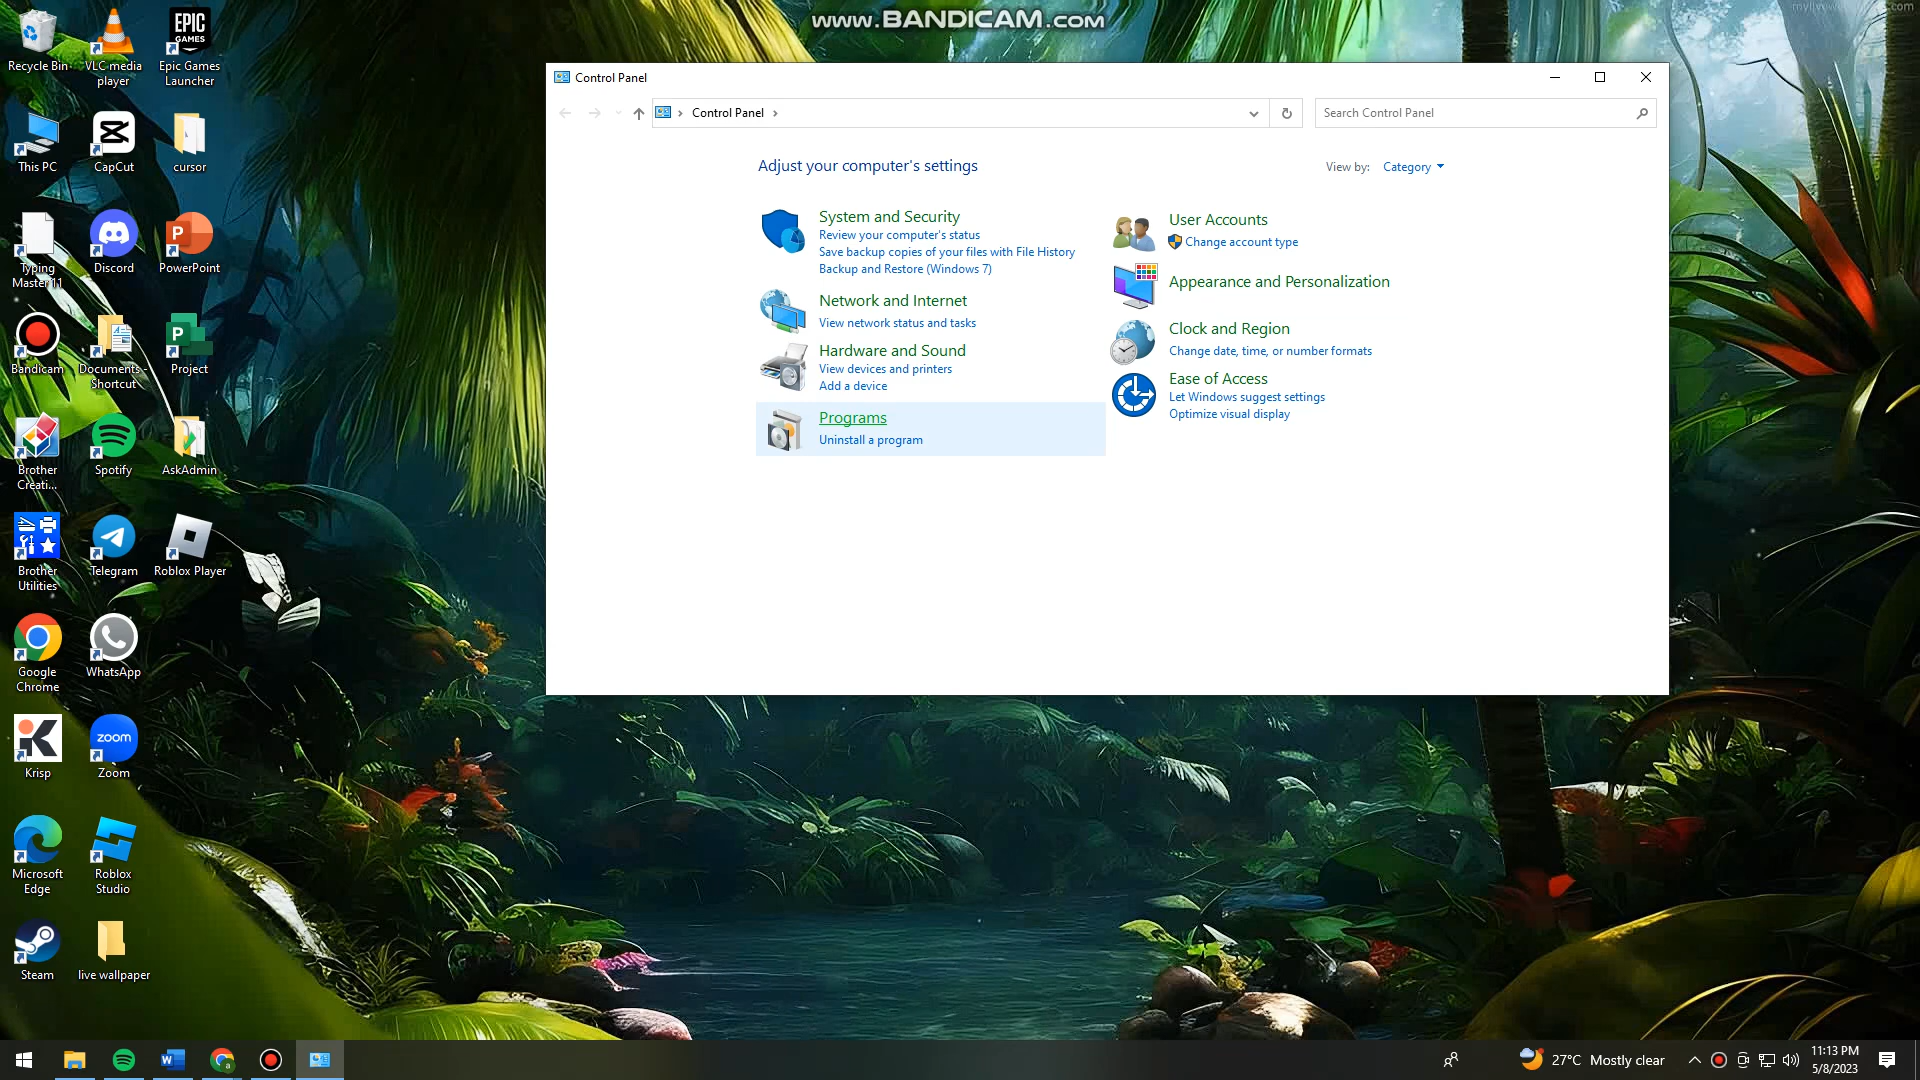 www.BANDICAM.com
Recycle Bin
VLC media
player
EPIC
GAMES
Epic Games
Launcher
This PC
CapCut
cursor
Typing
Master 11
Discord
P
PowerPoint
Bandicam
Documents -
Shortcut
P
Project
Brother
Creati...
Spotify
AskAdmin
Brother
Utilities
Telegram
Roblox Player
Google
Chrome
WhatsApp
Krisp
zoom
Zoom
Microsoft
Edge
Roblox
Studio
Steam
live wallpaper
Control Panel
Control Panel
Search Control Panel
Adjust your computer's settings
View by: Category
System and Security
Review your computer's status
Save backup copies of your files with File History
Backup and Restore (Windows 7)
Network and Internet
View network status and tasks
Hardware and Sound
View devices and printers
Add a device
Programs
Uninstall a program
User Accounts
Change account type
Appearance and Personalization
Clock and Region
Change date, time, or number formats
Ease of Access
Let Windows suggest settings
Optimize visual display
W
a
27°C Mostly clear
11:13 PM
5/8/2023